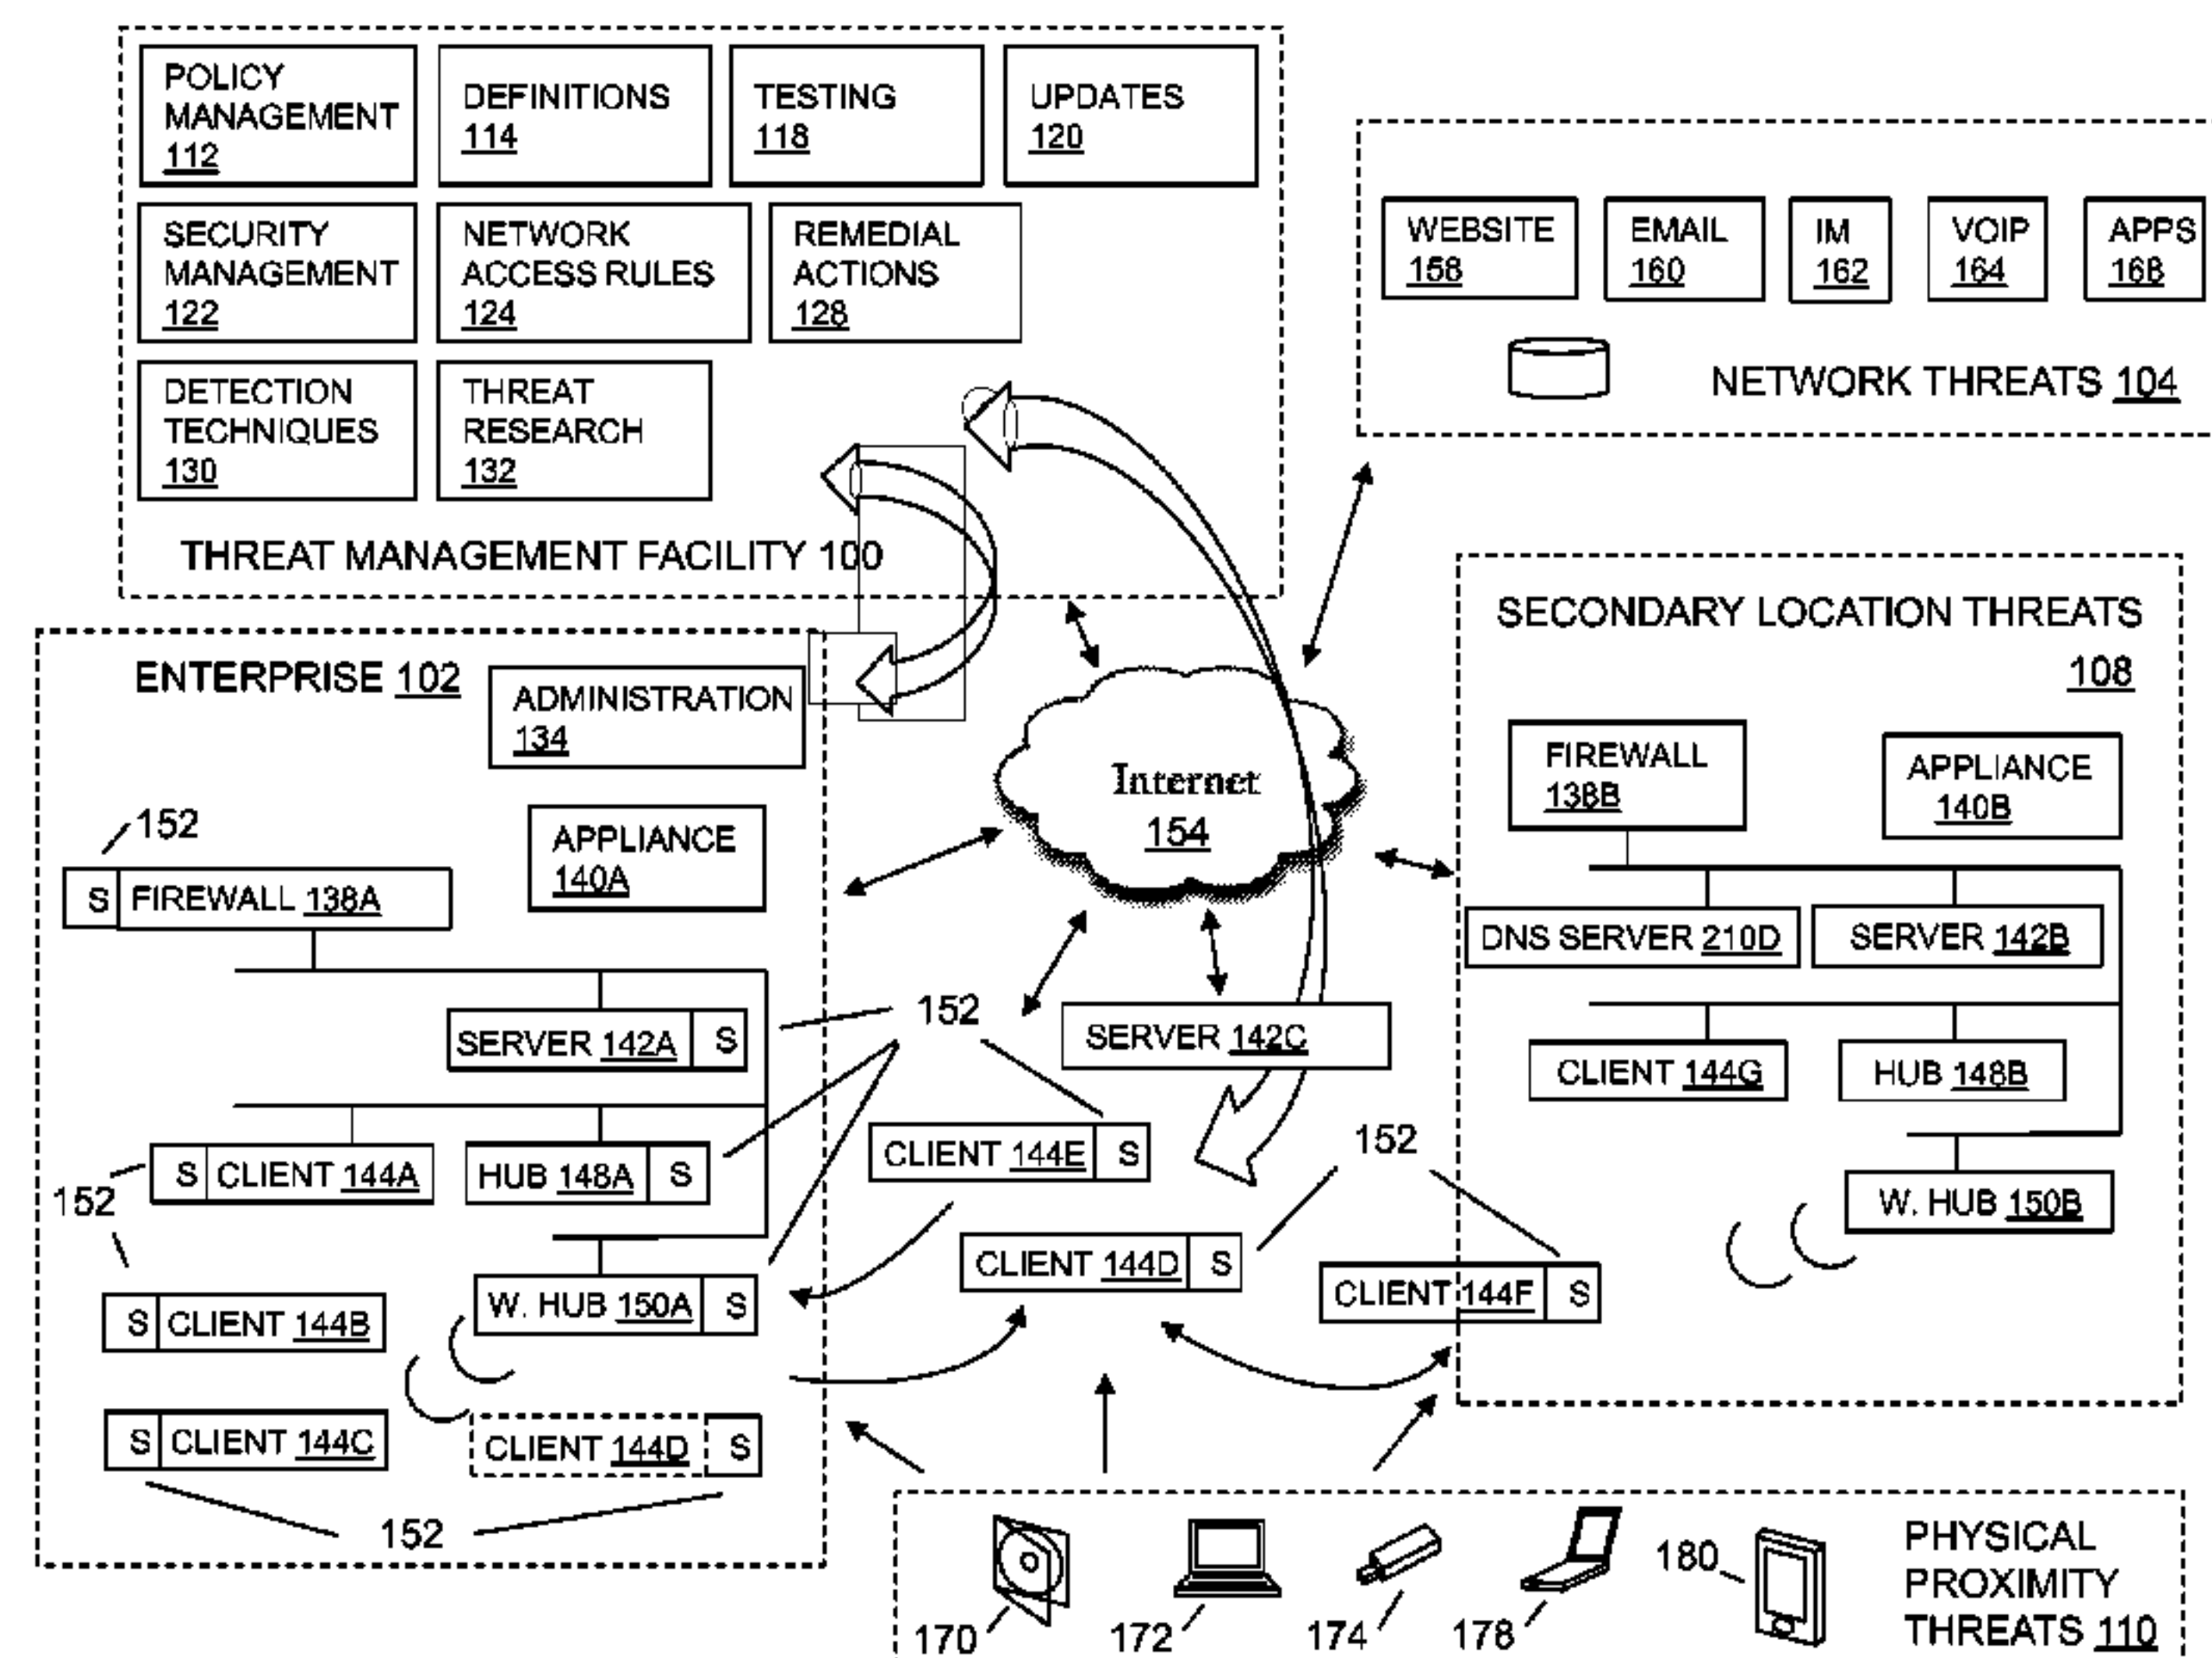 POLICY
MANAGEMENT
112
DEFINITIONS
114
TESTING
118
UPDATES
120
SECURITY
MANAGEMENT
122
NETWORK
ACCESS RULES
124
REMEDIAL
ACTIONS
128
DETECTION
TECHNIQUES
130
THREAT
RESEARCH
132
THREAT MANAGEMENT FACILITY 100
WEBSITE
158
EMAIL
160
IM
162
VOIP
164
APPS
168
NETWORK THREATS 104
ENTERPRISE 102
ADMINISTRATION
134
152
APPLIANCE
140A
S FIREWALL 138A
SERVER 142A S
152
S CLIENT 144A
HUB 148A S
152
S CLIENT 144B
W. HUB 150A S
S CLIENT 144C
CLIENT 144D S
152
Internet
154
SERVER 142C
CLIENT 144E S
152
CLIENT 144D S
CLIENT 144F S
SECONDARY LOCATION THREATS
108
FIREWALL
138B
APPLIANCE
140B
DNS SERVER 210D
SERVER 142B
CLIENT 144G
HUB 148B
W. HUB 150B
170
172
174
178
180
PHYSICAL
PROXIMITY
THREATS 110